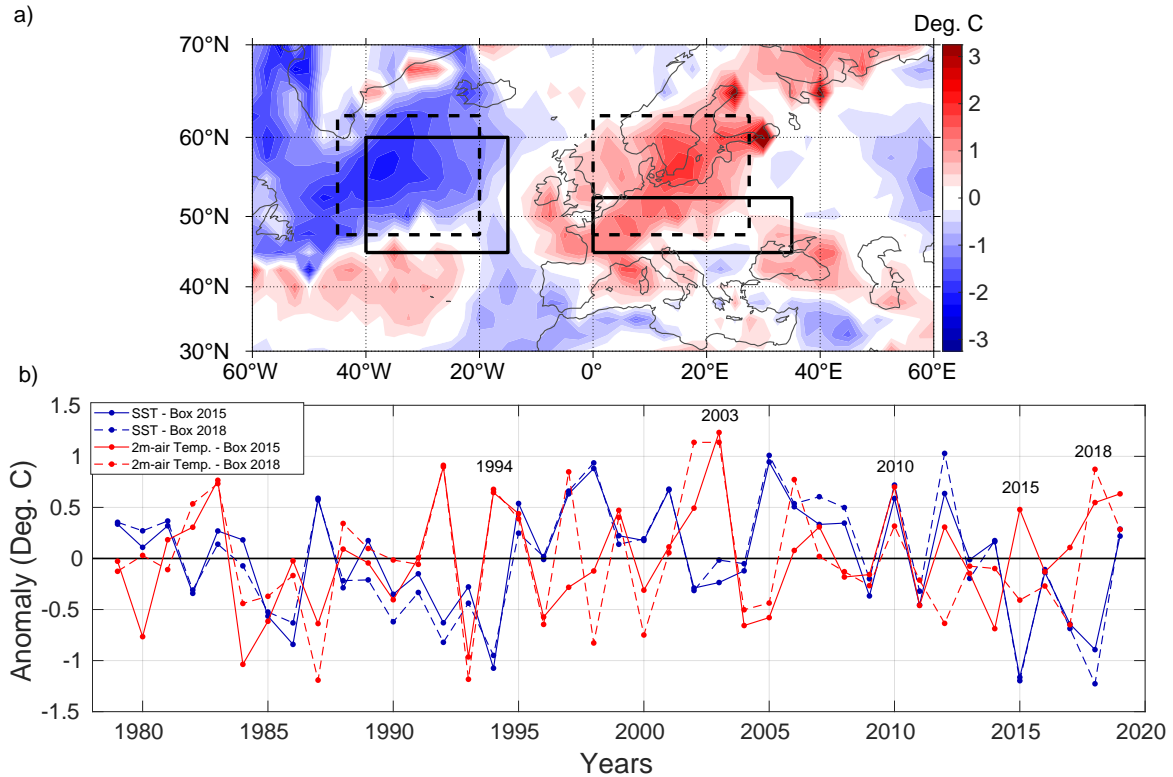 a)
Deg. C
70°N
60°N
50°N
40°N
30°N
60°W
40°W
20°W
0°
20°E
40°E
60°E
3
2
1
0
-1
-2
-3
b)
SST - Box 2015
SST - Box 2018
2m-air Temp. - Box 2015
2m-air Temp. - Box 2018
1994
2003
2010
2015
2018
1.5
1
0.5
0
-0.5
-1
-1.5
Anomaly (Deg. C)
1980
1985
1990
1995
2000
2005
2010
2015
2020
Years